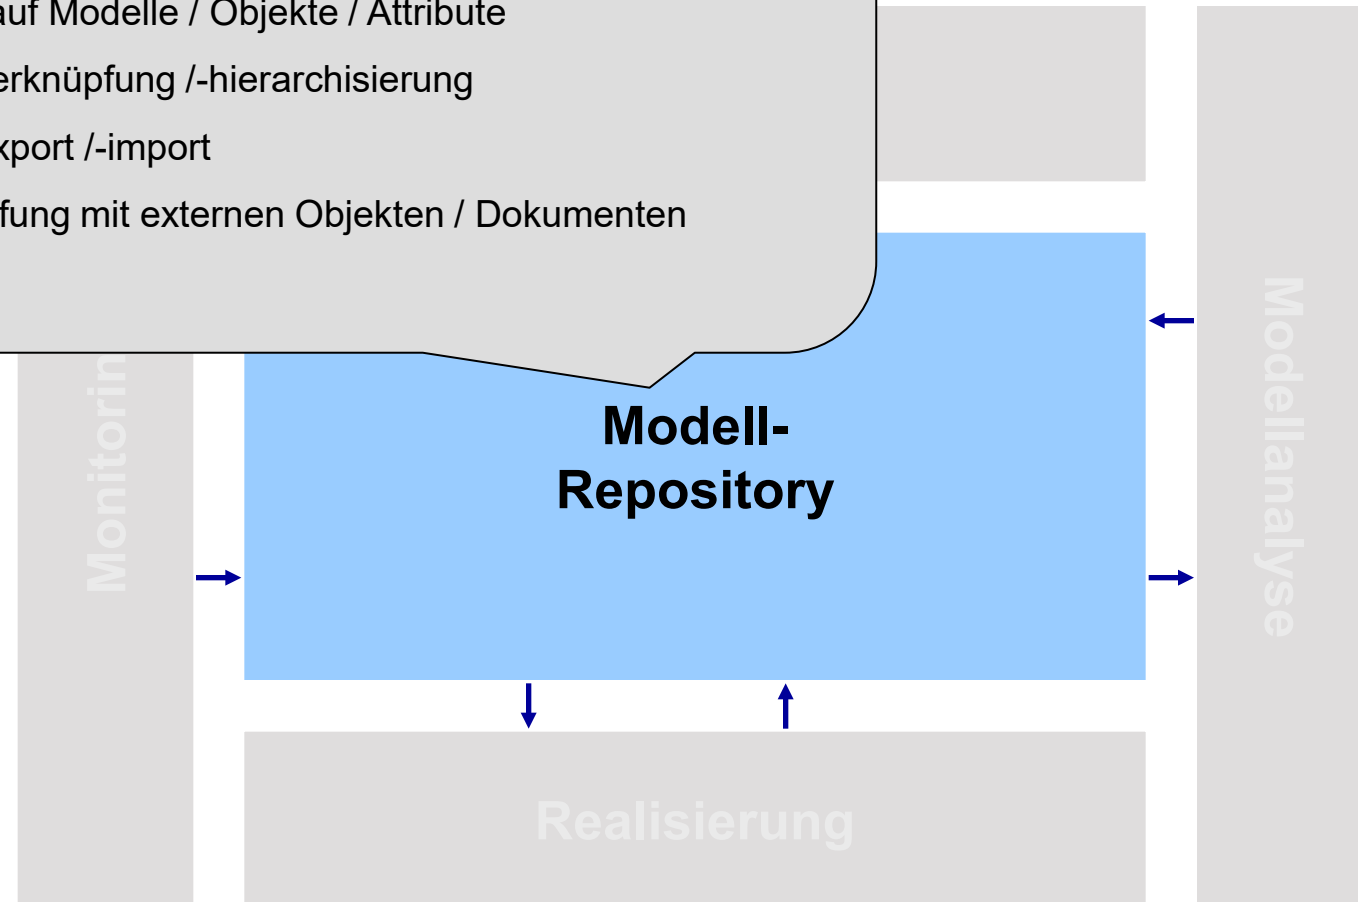 auf Modelle / Objekte / Attribute
erknüpfung /-hierarchisierung
xport /-import
fung mit externen Objekten / Dokumenten
Monitorin
Modell-
Repository
Modellanalyse
Realisierung